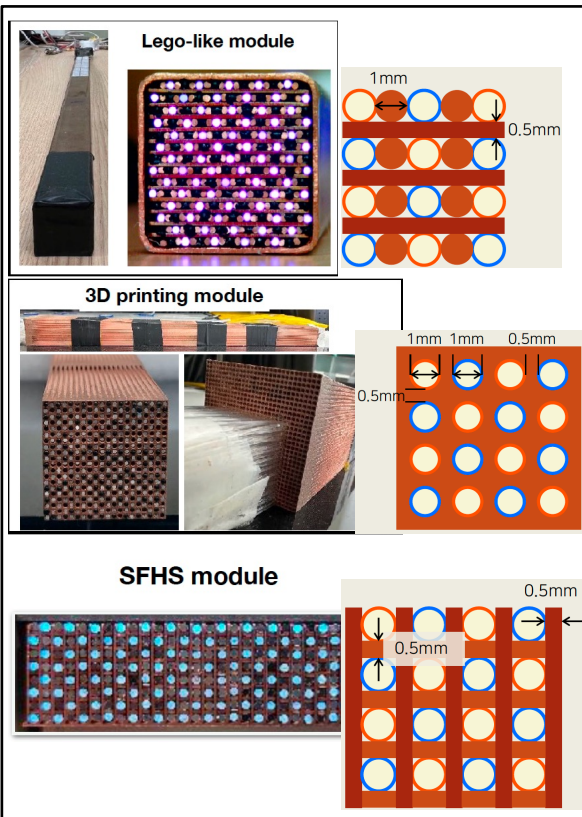 Lego-like module
1mm
0.5mm
3D printing module
1mm 1mm 0.5mm
0.5mm
SFHS module
0.5mm
0.5mm